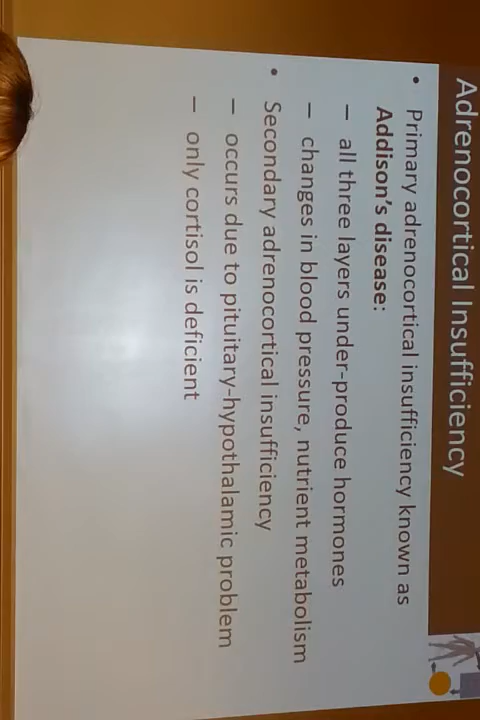 Adrenocortical Insufficiency
• Primary adrenocortical insufficiency known as
Addison's disease:
– all three layers under-produce hormones
– changes in blood pressure, nutrient metabolism
• Secondary adrenocortical insufficiency
– occurs due to pituitary-hypothalamic problem
– only cortisol is deficient